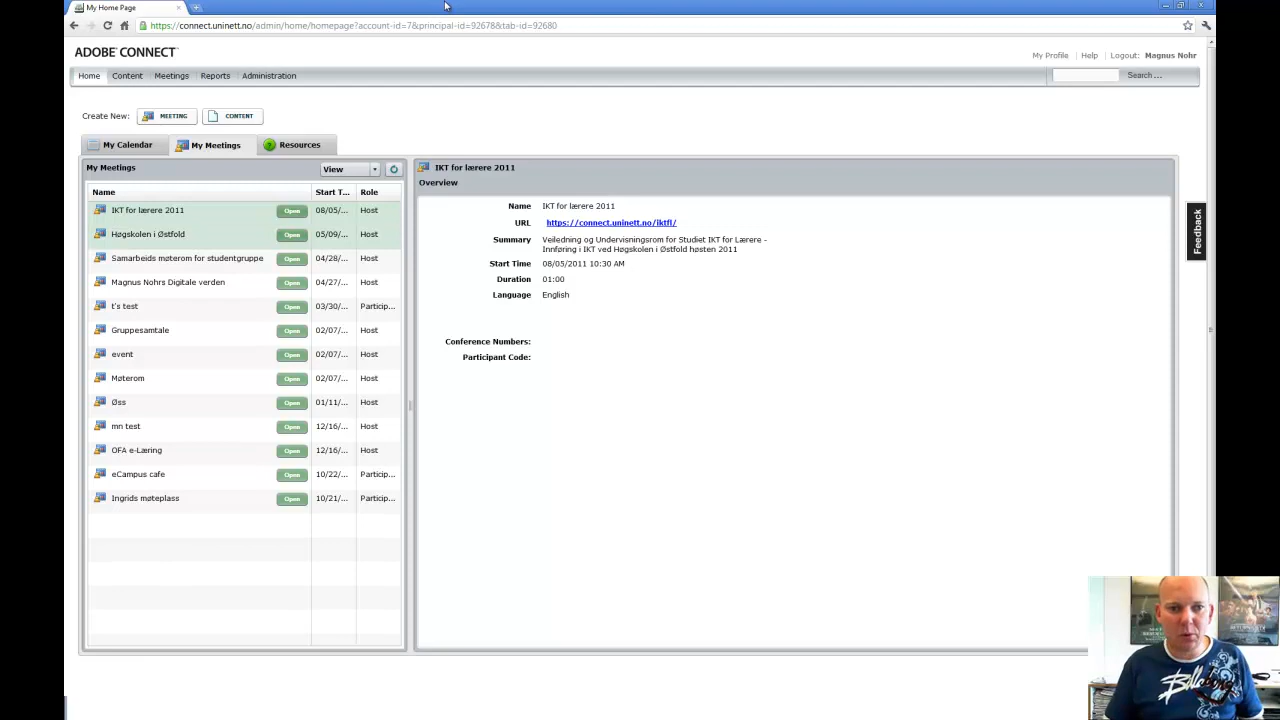 My Home Page
https://connect.uninett.no/admin/home/homepage?account-id=7&principal-id=92678&tab-id=92680
ADOBE CONNECT
My Profile | Help | Logout: Magnus Nohr
Home Content Meetings Reports Administration
Search ...
Create New: MEETING CONTENT
My Calendar My Meetings Resources
My Meetings View
Name Start T... Role
IKT for lærere 2011 Open 08/05/... Host
Høgskolen i Østfold Open 05/09/... Host
Samarbeids møterom for studentgruppe Open 04/28/... Host
Magnus Nohrs Digitale verden Open 04/27/... Host
t's test Open 03/30/... Particip...
Gruppesamtale Open 02/07/... Host
event Open 02/07/... Host
Møterom Open 02/07/... Host
Øss Open 01/11/... Host
mn test Open 12/16/... Host
OFA e-Læring Open 12/16/... Host
eCampus cafe Open 10/22/... Particip...
Ingrids møteplass Open 10/21/... Particip...
IKT for lærere 2011
Overview
Name IKT for lærere 2011
URL https://connect.uninett.no/iktfl/
Summary Veiledning og Undervisningsrom for Studiet IKT for Lærere -
Innføring i IKT ved Høgskolen i Østfold høsten 2011
Start Time 08/05/2011 10:30 AM
Duration 01:00
Language English
Conference Numbers:
Participant Code:
Feedback